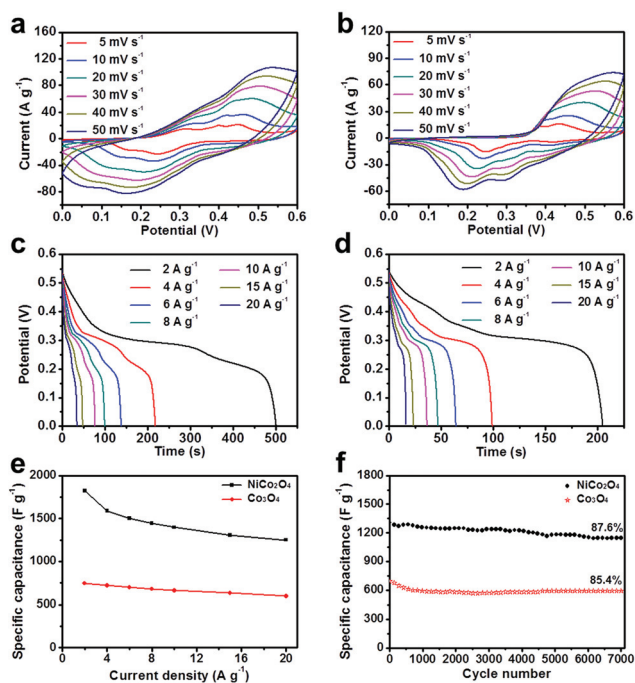 a
160
120
80
40
0
-40
-80
Current (A g⁻¹)
5 mV s⁻¹
10 mV s⁻¹
20 mV s⁻¹
30 mV s⁻¹
40 mV s⁻¹
50 mV s⁻¹
0.0 0.1 0.2 0.3 0.4 0.5 0.6
Potential (V)
b
120
90
60
30
0
-30
-60
Current (A g⁻¹)
5 mV s⁻¹
10 mV s⁻¹
20 mV s⁻¹
30 mV s⁻¹
40 mV s⁻¹
50 mV s⁻¹
0.0 0.1 0.2 0.3 0.4 0.5 0.6
Potential (V)
c
0.6
0.5
0.4
0.3
0.2
0.1
0.0
Potential (V)
2 A g⁻¹
4 A g⁻¹
6 A g⁻¹
8 A g⁻¹
10 A g⁻¹
15 A g⁻¹
20 A g⁻¹
0 100 200 300 400 500
Time (s)
d
0.6
0.5
0.4
0.3
0.2
0.1
0.0
Potential (V)
2 A g⁻¹
4 A g⁻¹
6 A g⁻¹
8 A g⁻¹
10 A g⁻¹
15 A g⁻¹
20 A g⁻¹
0 50 100 150 200
Time (s)
e
2000
1750
1500
1250
1000
750
500
250
0
Specific capacitance (F g⁻¹)
NiCo₂O₄
Co₃O₄
0 4 8 12 16 20
Current density (A g⁻¹)
f
1800
1500
1200
900
600
300
0
Specific capacitance (F g⁻¹)
NiCo₂O₄
Co₃O₄
87.6%
85.4%
0 1000 2000 3000 4000 5000 6000 7000
Cycle number